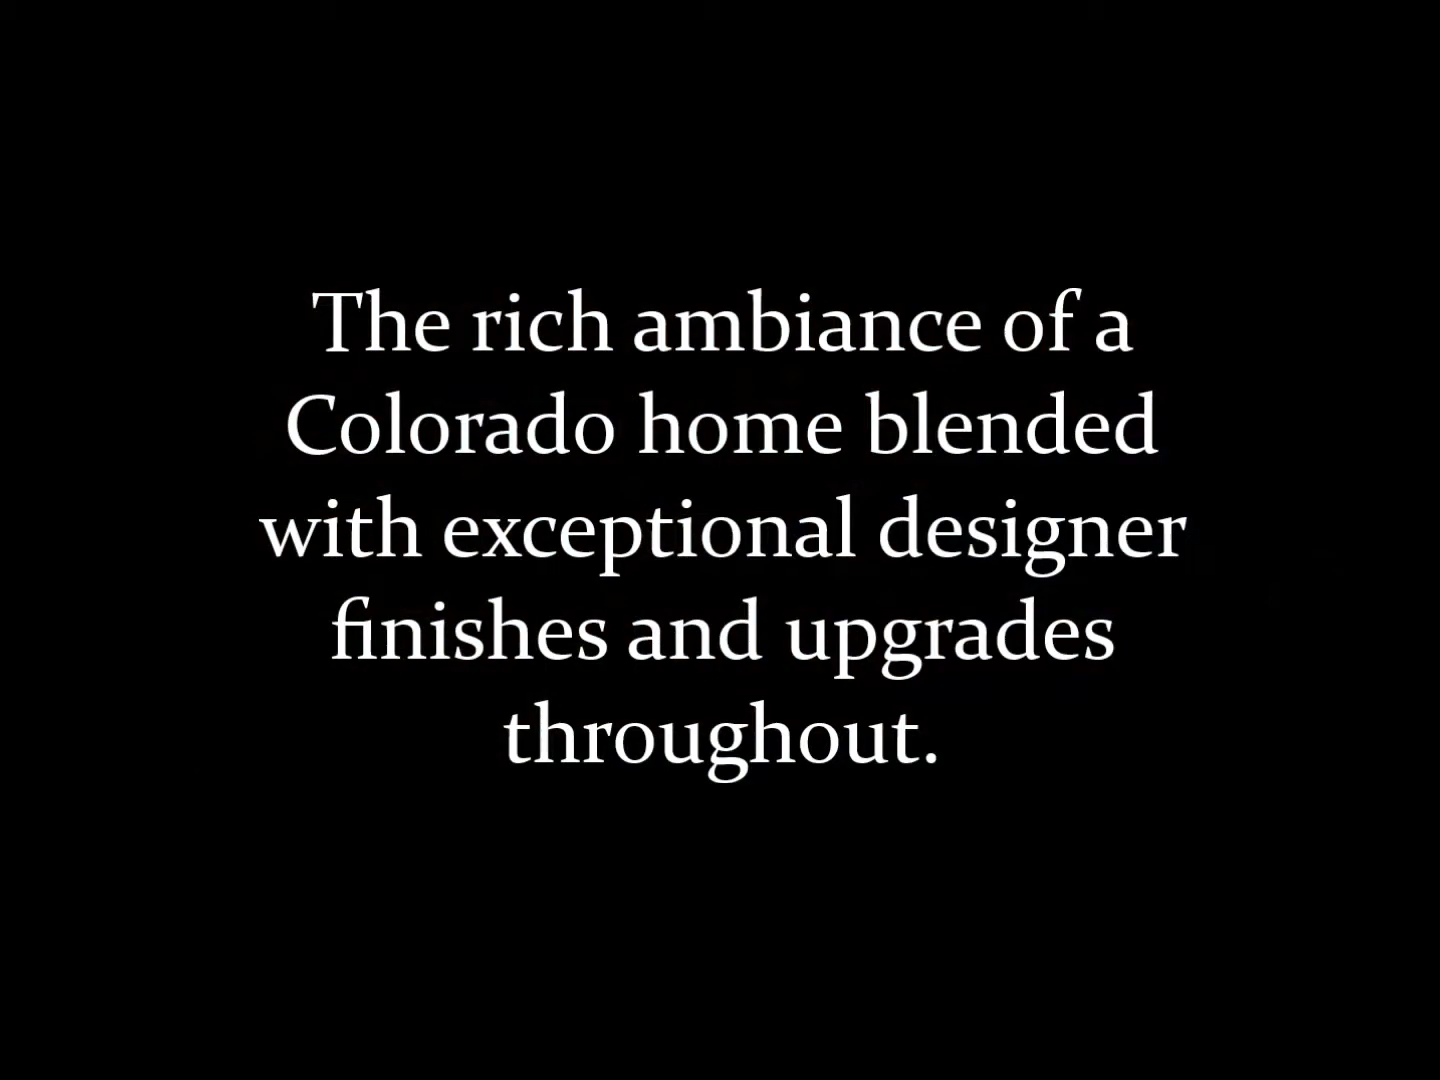 The rich ambiance of a
Colorado home blended
with exceptional designer
finishes and upgrades
throughout.